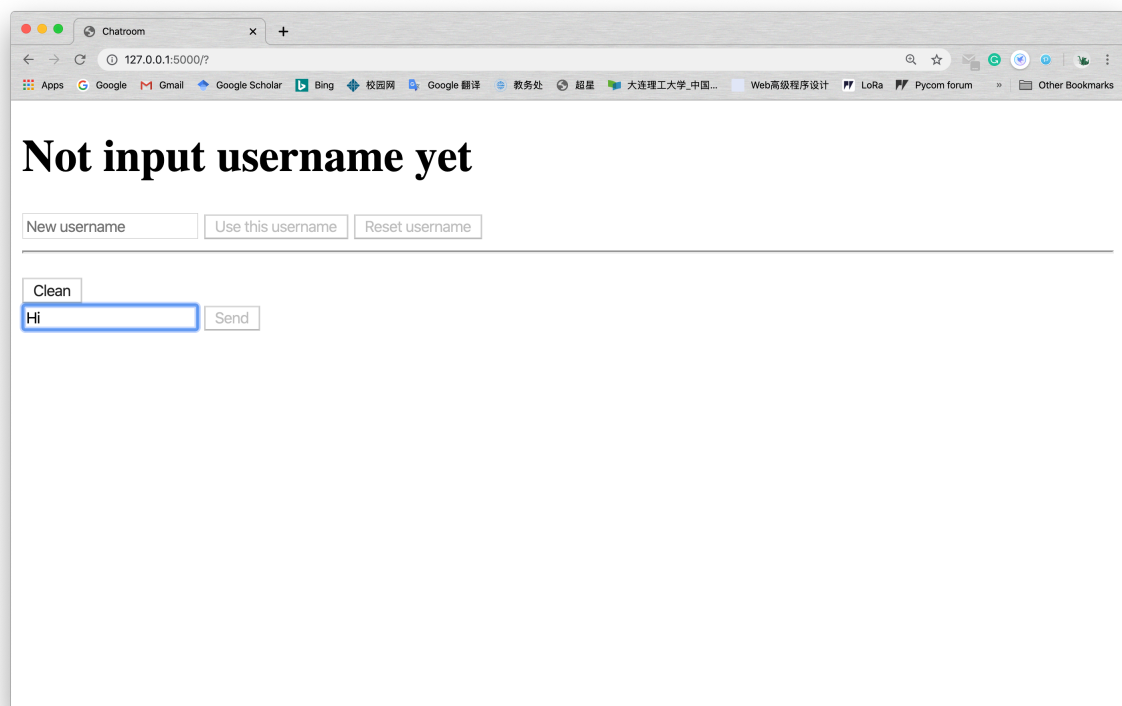 Chatroom
127.0.0.1:5000/?
Apps Google Gmail Google Scholar Bing 校园网 Google 翻译 教务处 超星 大连理工大学_中国... Web高级程序设计 LoRa Pycom forum » Other Bookmarks
Not input username yet
New username Use this username Reset username
Clean
Hi Send